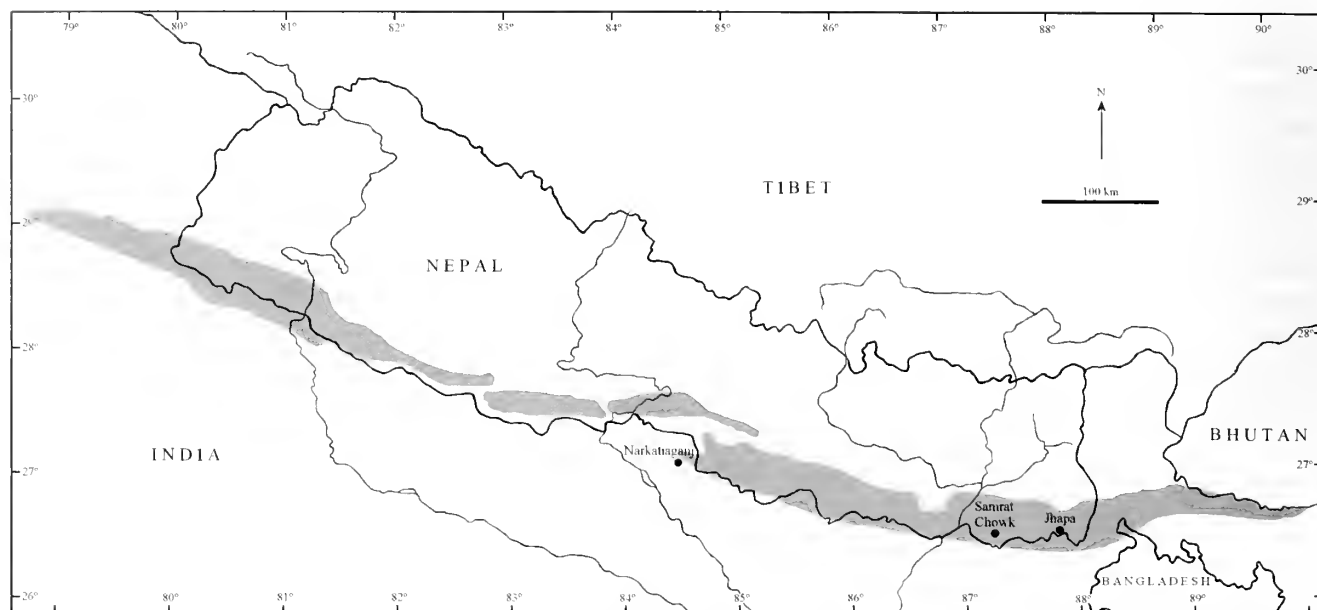 79° 80° 81° 82° 83° 84° 85° 86° 87° 88° 89° 90°
30° 30°
N
TIBET
100 km
29° 29°
NEPAL
28° 28°
BHUTAN
INDIA
Narkatiaganj
27° 27°
Samrat
Chowk
Jhapa
BANGLADESH
26° 26°
80° 81° 82° 83° 84° 85° 86° 87° 88° 89°